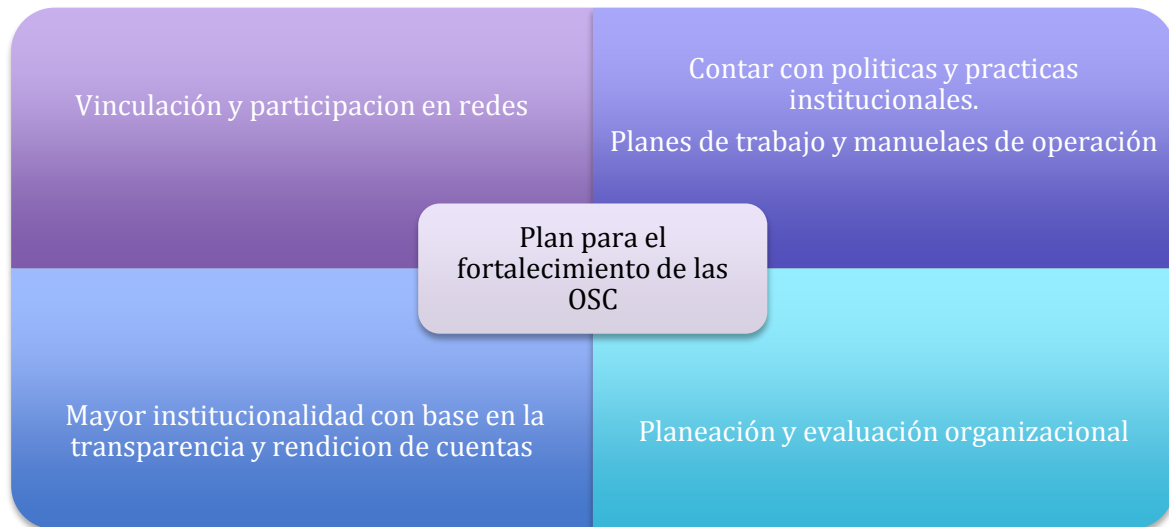 Vinculación y participacion en redes
Contar con politicas y practicas
institucionales.
Planes de trabajo y manuelaes de operación
Plan para el
fortalecimiento de las
OSC
Mayor institucionalidad con base en la
transparencia y rendicion de cuentas
Planeación y evaluación organizacional